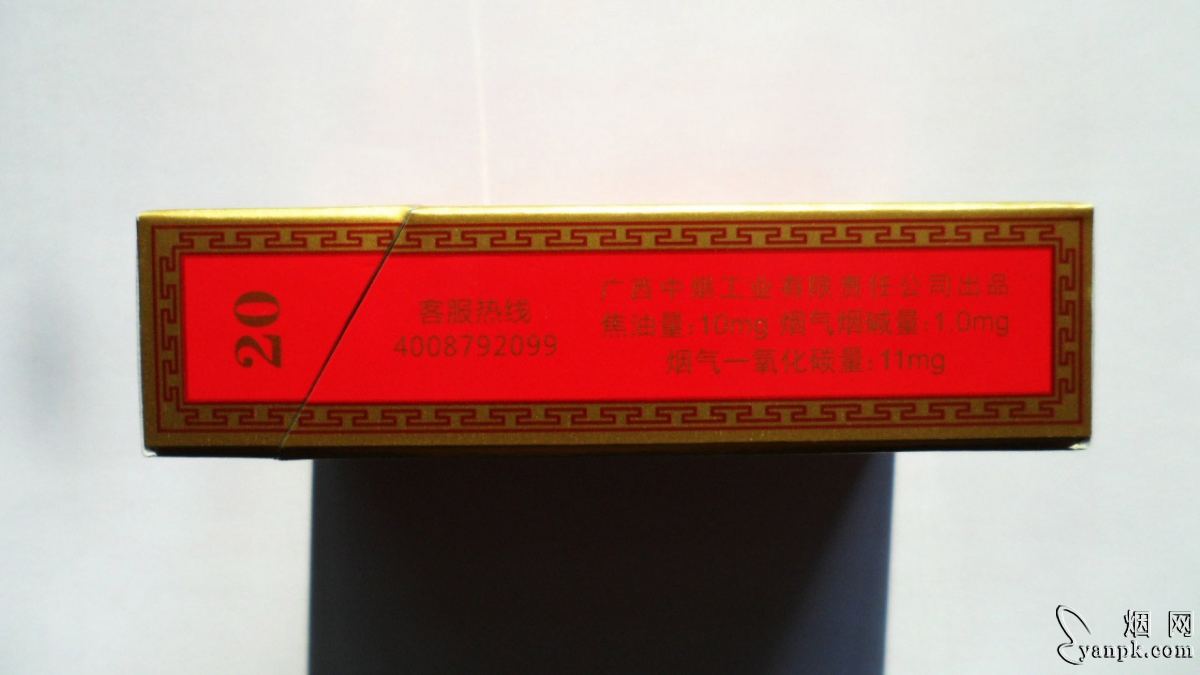 20
客服热线
4008792099
广西中烟工业有限责任公司出品
焦油量:10mg 烟气烟碱量:1.0mg
烟气一氧化碳量:11mg
烟网
yanpk.com